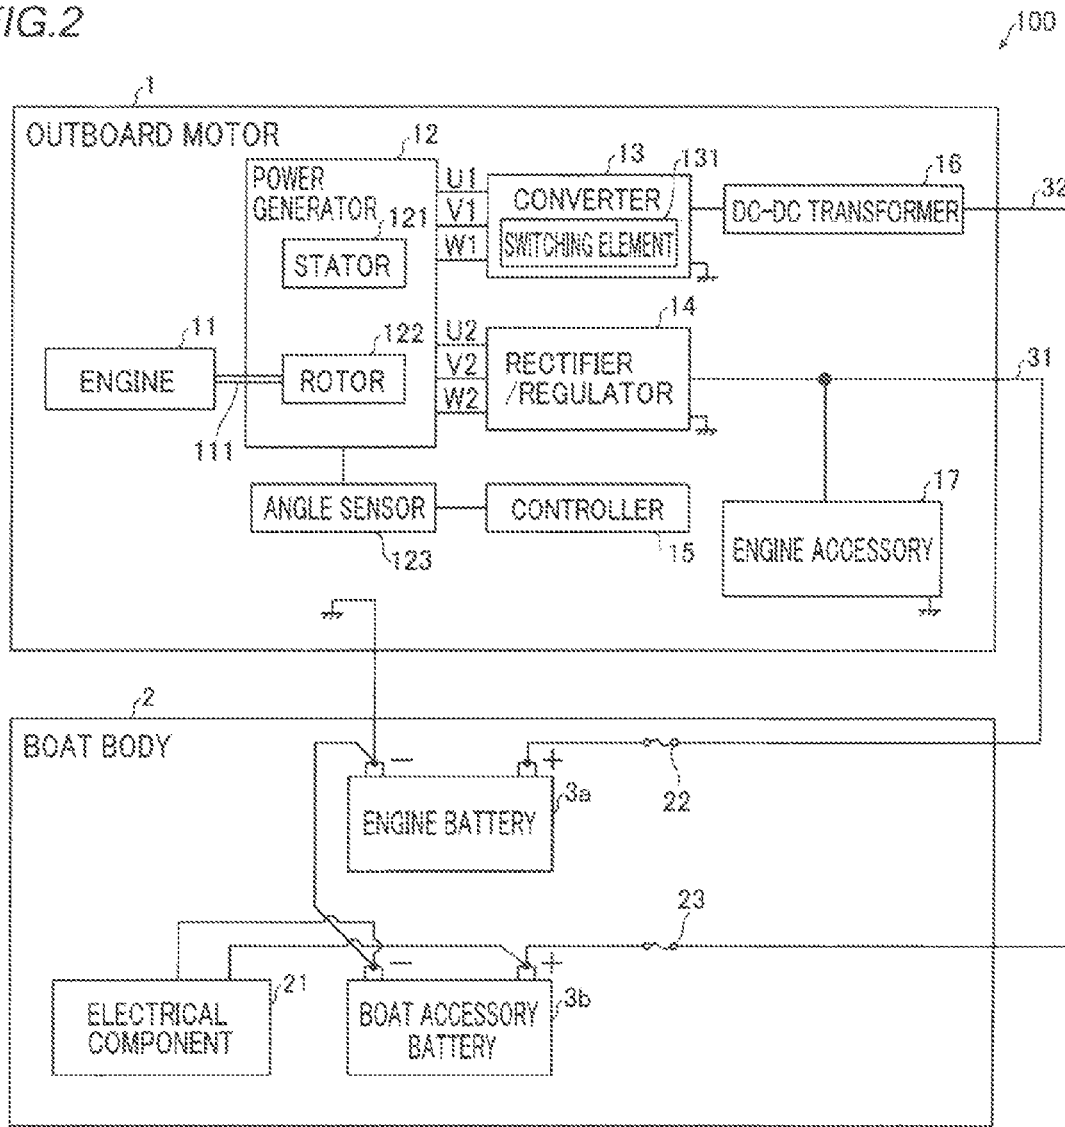 FIG.2
100
1
OUTBOARD MOTOR
12
POWER
GENERATOR
121
STATOR
U1
V1
W1
13
131
CONVERTER
SWITCHING ELEMENT
16
DC-DC TRANSFORMER
32
11
ENGINE
111
122
ROTOR
U2
V2
W2
14
RECTIFIER
/REGULATOR
31
ANGLE SENSOR
123
CONTROLLER
15
17
ENGINE ACCESSORY
2
BOAT BODY
−
+
3a
ENGINE BATTERY
22
23
−
+
21
ELECTRICAL
COMPONENT
3b
BOAT ACCESSORY
BATTERY